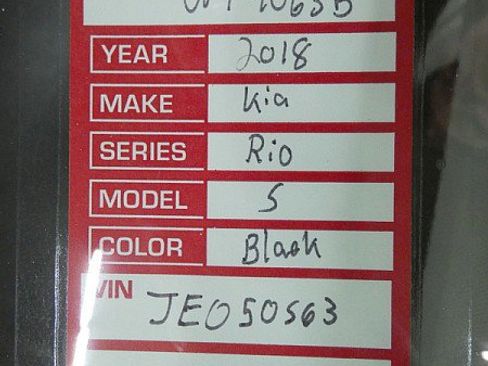 YEAR 2018
MAKE Kia
SERIES Rio
MODEL S
COLOR Black
VIN JE050563